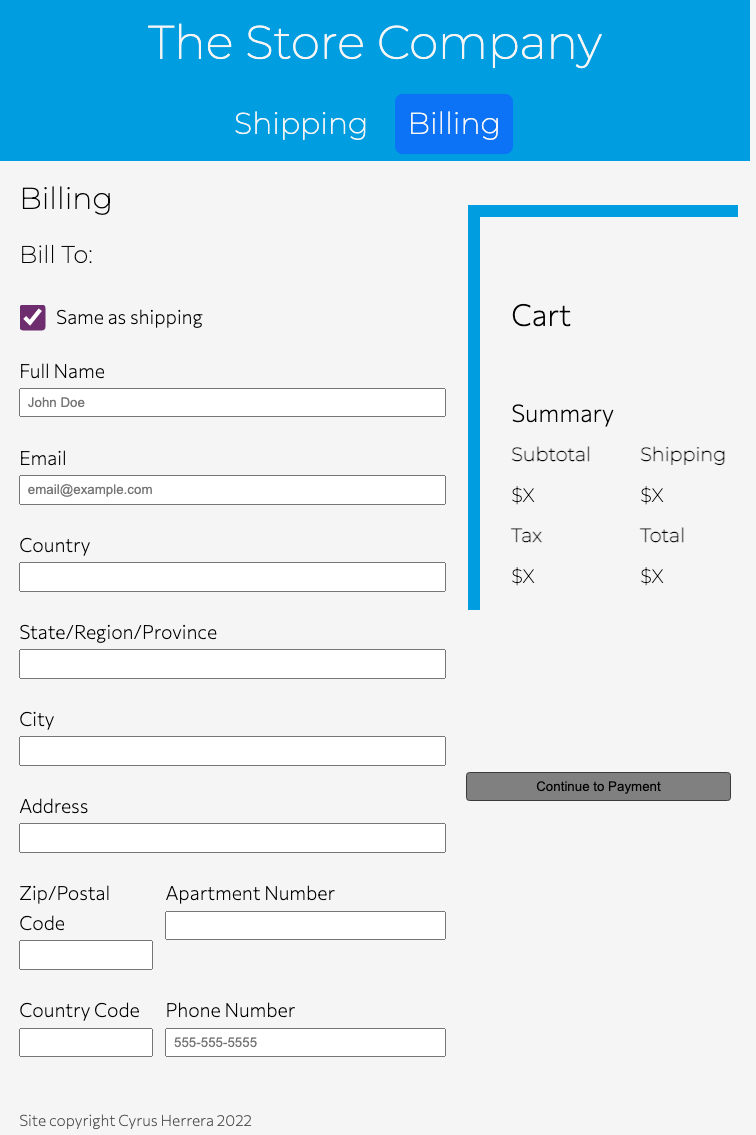 The Store Company
Shipping Billing
Billing
Bill To:
Same as shipping
Full Name
John Doe
Email
email@example.com
Country
State/Region/Province
City
Address
Zip/Postal
Code
Apartment Number
Country Code
Phone Number
555-555-5555
Cart
Summary
Subtotal Shipping
$X $X
Tax Total
$X $X
Continue to Payment
Site copyright Cyrus Herrera 2022